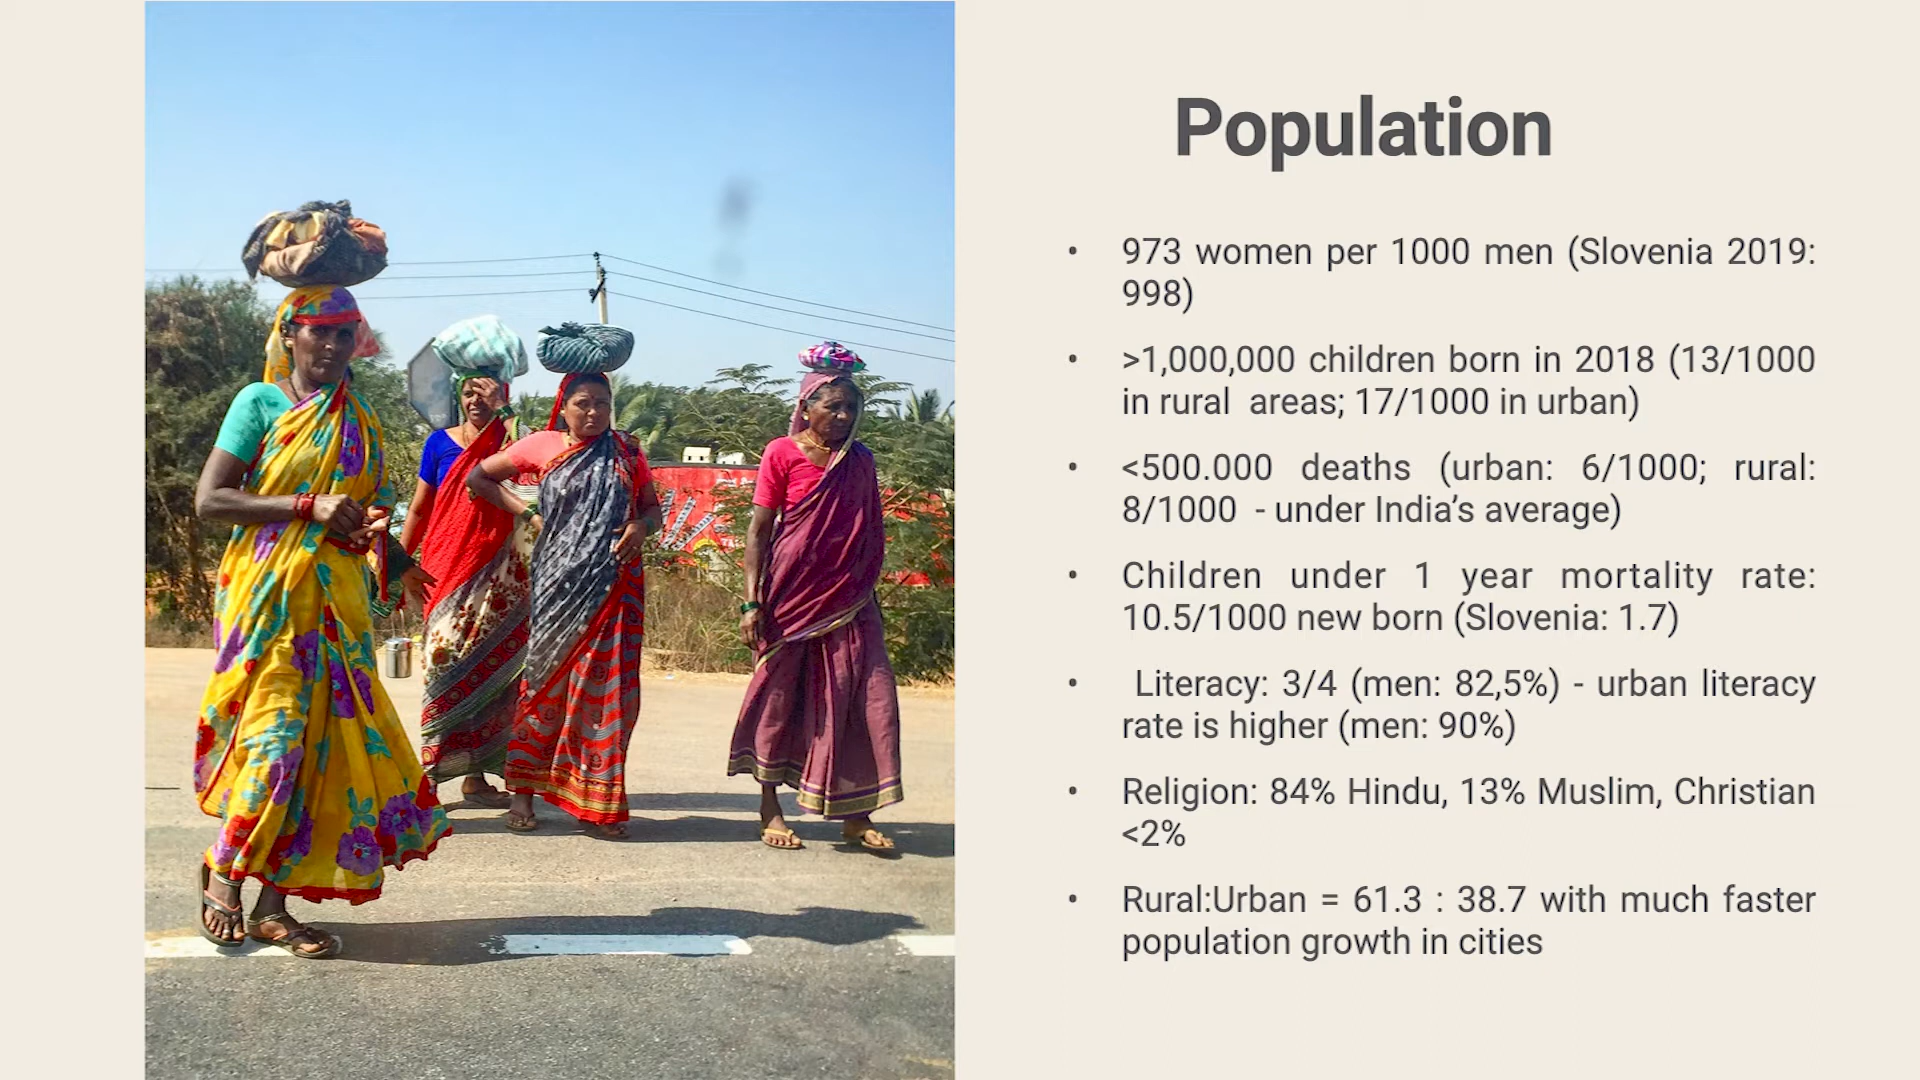 Population
• 973 women per 1000 men (Slovenia 2019:
998)
• >1,000,000 children born in 2018 (13/1000
in rural areas; 17/1000 in urban)
• <500.000 deaths (urban: 6/1000; rural:
8/1000 - under India’s average)
• Children under 1 year mortality rate:
10.5/1000 new born (Slovenia: 1.7)
• Literacy: 3/4 (men: 82,5%) - urban literacy
rate is higher (men: 90%)
• Religion: 84% Hindu, 13% Muslim, Christian
<2%
• Rural:Urban = 61.3 : 38.7 with much faster
population growth in cities